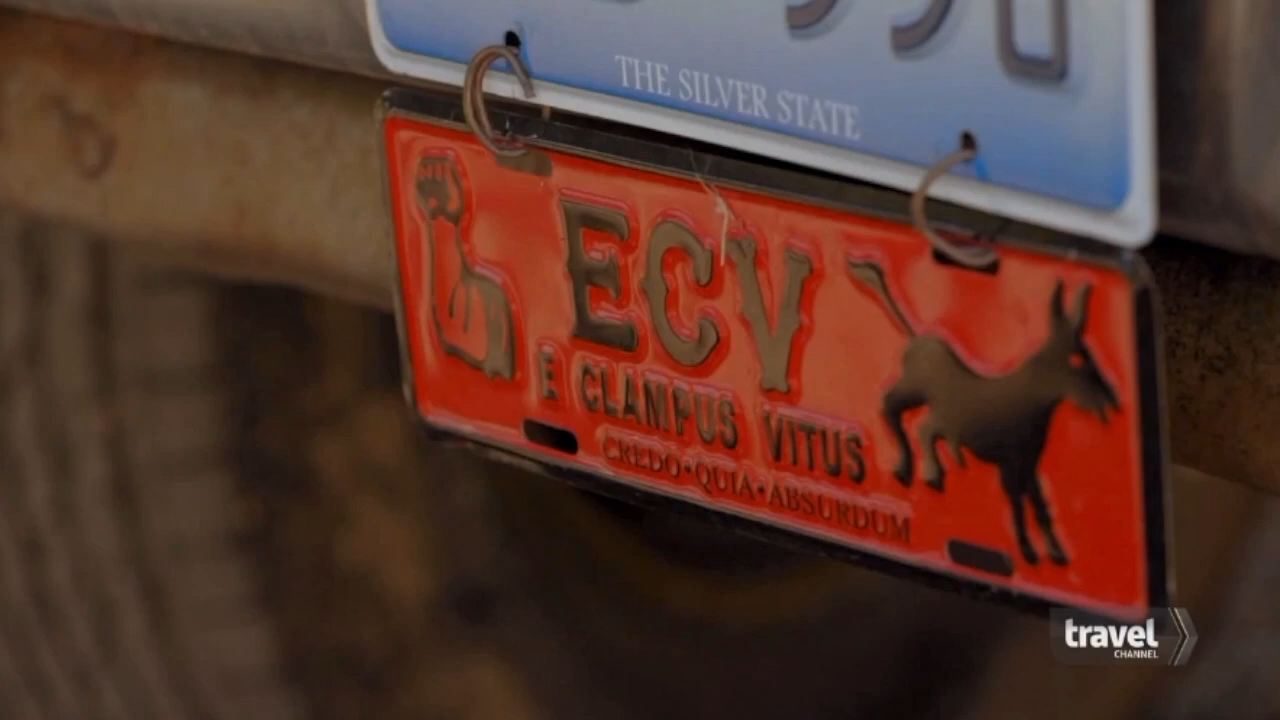 THE SILVER STATE
ECV
E CLAMPUS VITUS
CREDO•QUIA•ABSURDUM
travel
CHANNEL